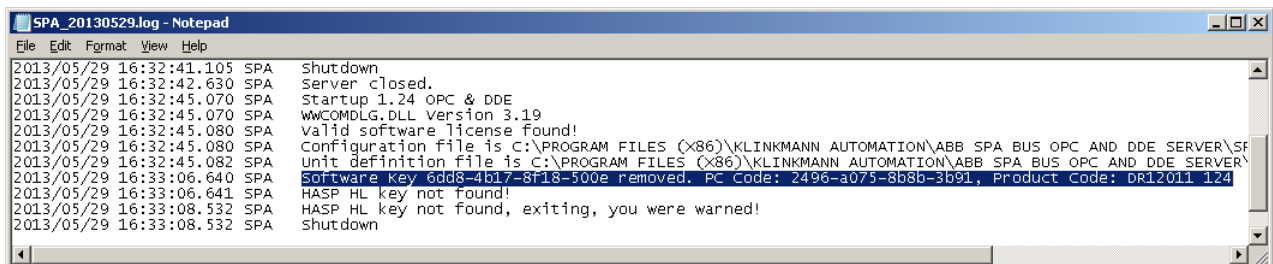 SPA_20130529.log - Notepad
File Edit Format View Help
2013/05/29 16:32:41.105 SPA Shutdown
2013/05/29 16:32:42.630 SPA Server closed.
2013/05/29 16:32:45.070 SPA Startup 1.24 OPC & DDE
2013/05/29 16:32:45.070 SPA WWCOMDLG.DLL Version 3.19
2013/05/29 16:32:45.080 SPA Valid software license found!
2013/05/29 16:32:45.080 SPA Configuration file is C:\PROGRAM FILES (X86)\KLINKMANN AUTOMATION\ABB SPA BUS OPC AND DDE SERVER\SP
2013/05/29 16:32:45.082 SPA Unit definition file is C:\PROGRAM FILES (X86)\KLINKMANN AUTOMATION\ABB SPA BUS OPC AND DDE SERVER\
2013/05/29 16:33:06.640 SPA Software Key 6dd8-4b17-8f18-500e removed. PC Code: 2496-a075-8b8b-3b91, Product Code: DR12011 124
2013/05/29 16:33:06.641 SPA HASP HL key not found!
2013/05/29 16:33:08.532 SPA HASP HL key not found, exiting, you were warned!
2013/05/29 16:33:08.532 SPA Shutdown